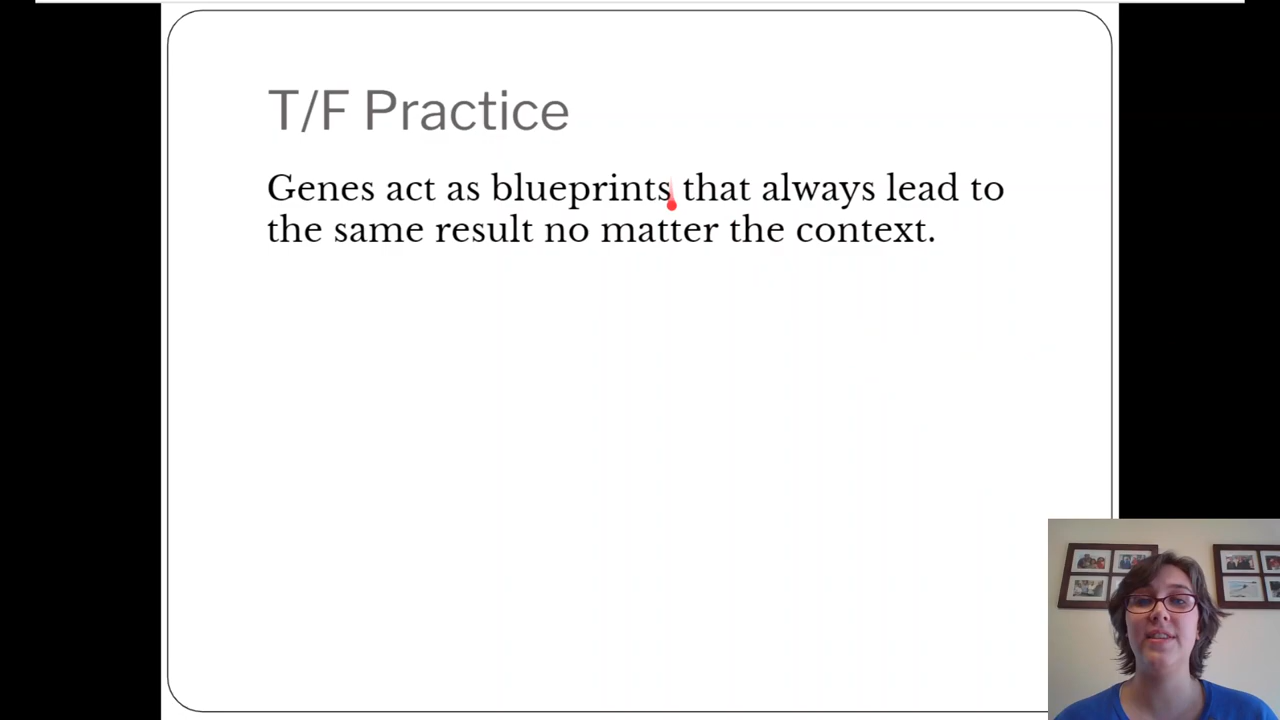 T/F Practice
Genes act as blueprints that always lead to
the same result no matter the context.